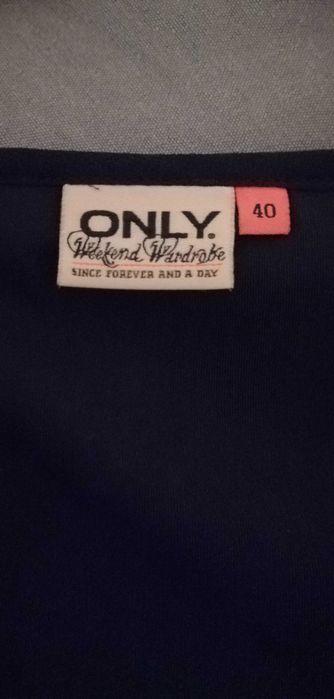 ONLY.
40
Weekend Wardrobe
SINCE FOREVER AND A DAY